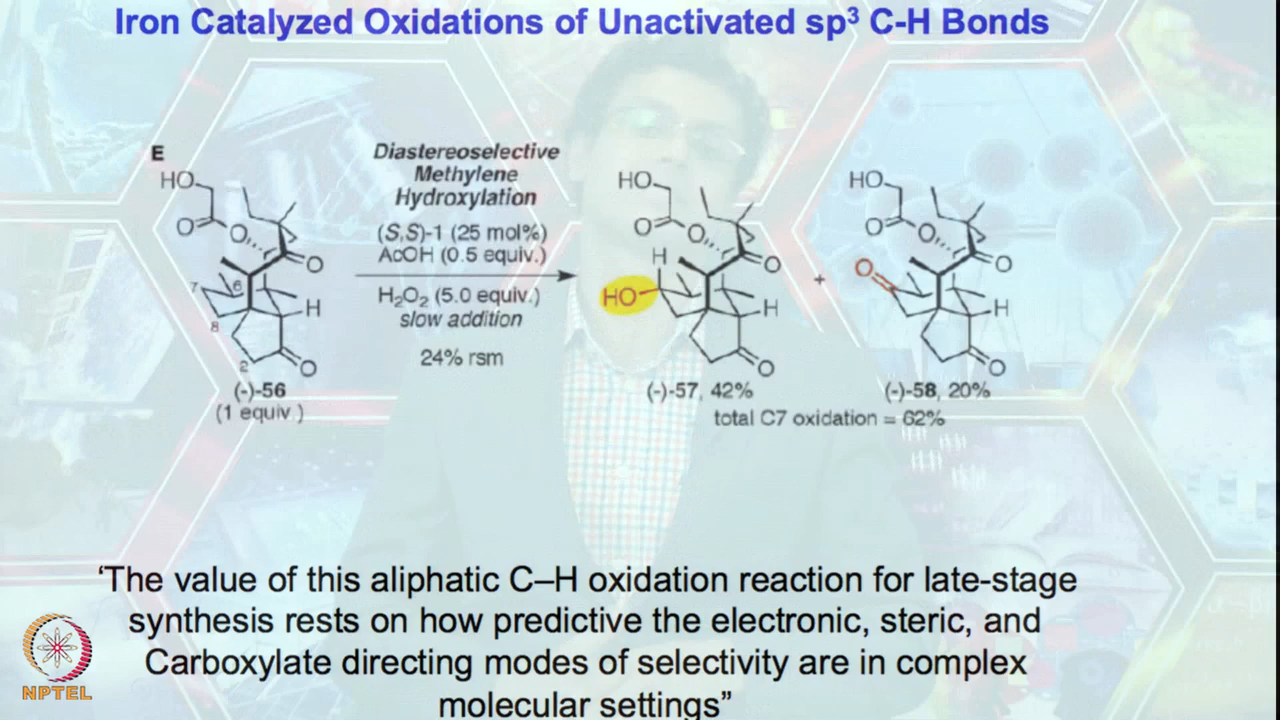 Iron Catalyzed Oxidations of Unactivated sp³ C-H Bonds
E
Diastereoselective
Methylene
Hydroxylation
(S,S)-1 (25 mol%)
AcOH (0.5 equiv.)
H₂O₂ (5.0 equiv.)
slow addition
24% rsm
HO
O
O
O
7
6
H
8
2
O
(-)-56
(1 equiv.)
HO
O
O
H
O
HO
H
O
(-)-57, 42%
+
HO
O
O
O
O
H
O
(-)-58, 20%
total C7 oxidation = 62%
‘The value of this aliphatic C–H oxidation reaction for late-stage
synthesis rests on how predictive the electronic, steric, and
Carboxylate directing modes of selectivity are in complex
molecular settings”
NPTEL